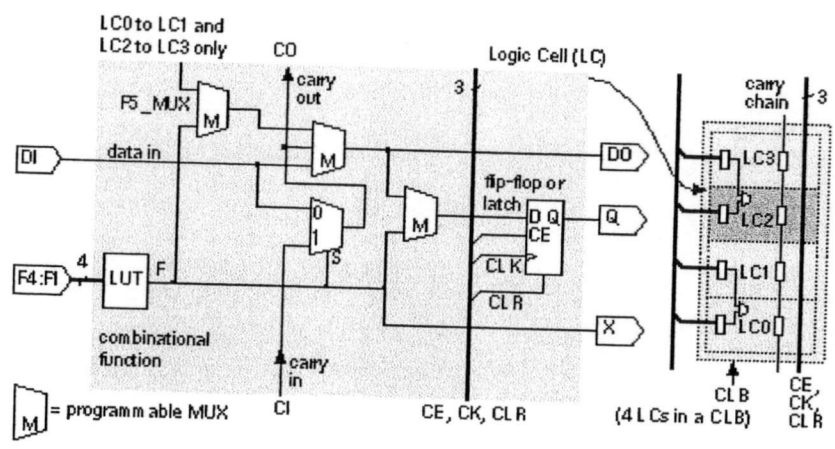 LC0 to LC1 and
LC2 to LC3 only
CO
Logic Cell (LC)
carry
out
3
carry
chain
3
F5_MUX
M
M
DI
data in
DO
flip-flop or
latch
LC3
0
1
S
M
D Q
CE
CLK
CLR
Q
LC2
4
F4:F1
LUT
F
LC1
LC0
X
combinational
function
carry
in
M
= programmable MUX
CI
CE, CK, CLR
CLB
(4 LCs in a CLB)
CE,
CK,
CLR